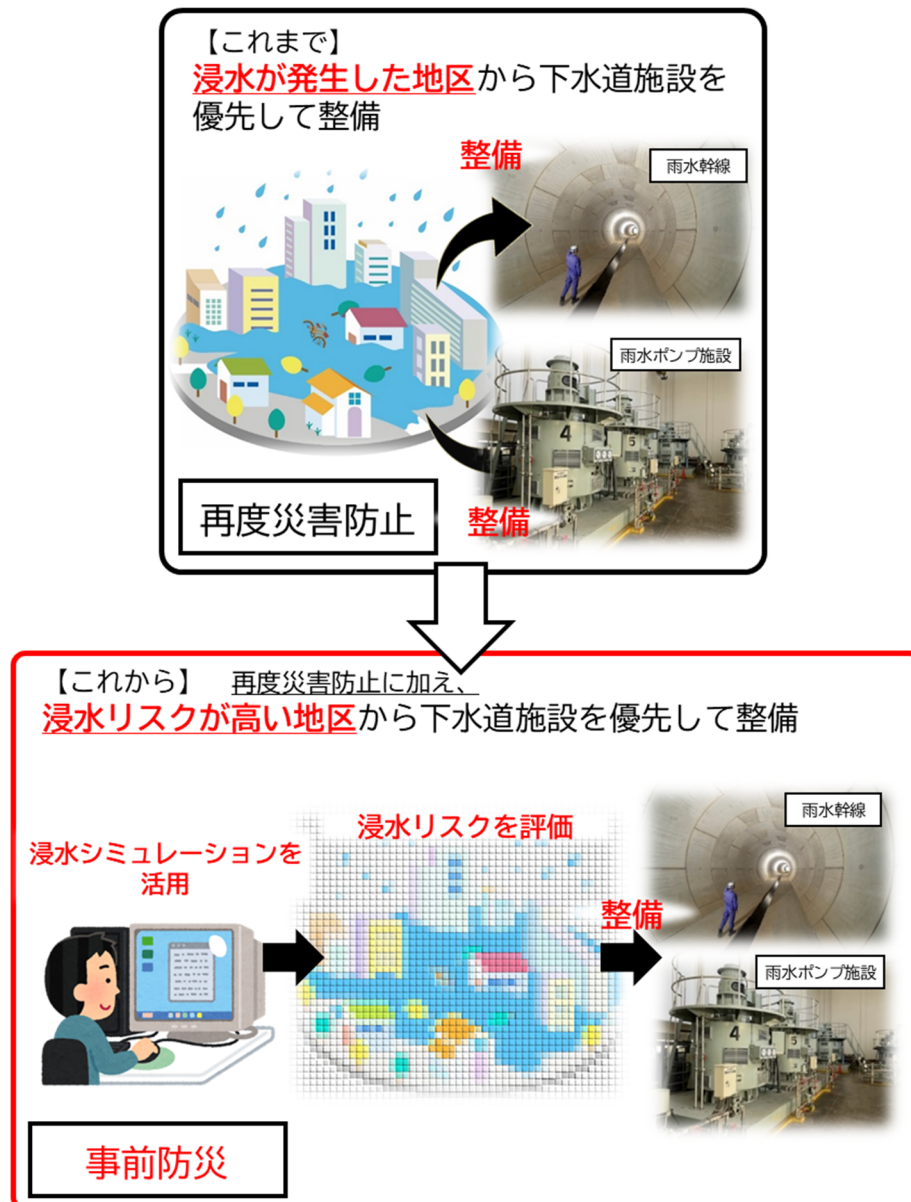 【これまで】
浸水が発生した地区から下水道施設を
優先して整備
整備
雨水幹線
雨水ポンプ施設
4
5
整備
再度災害防止
【これから】 再度災害防止に加え、
浸水リスクが高い地区から下水道施設を優先して整備
浸水シミュレーションを
活用
浸水リスクを評価
整備
雨水幹線
雨水ポンプ施設
4
5
事前防災